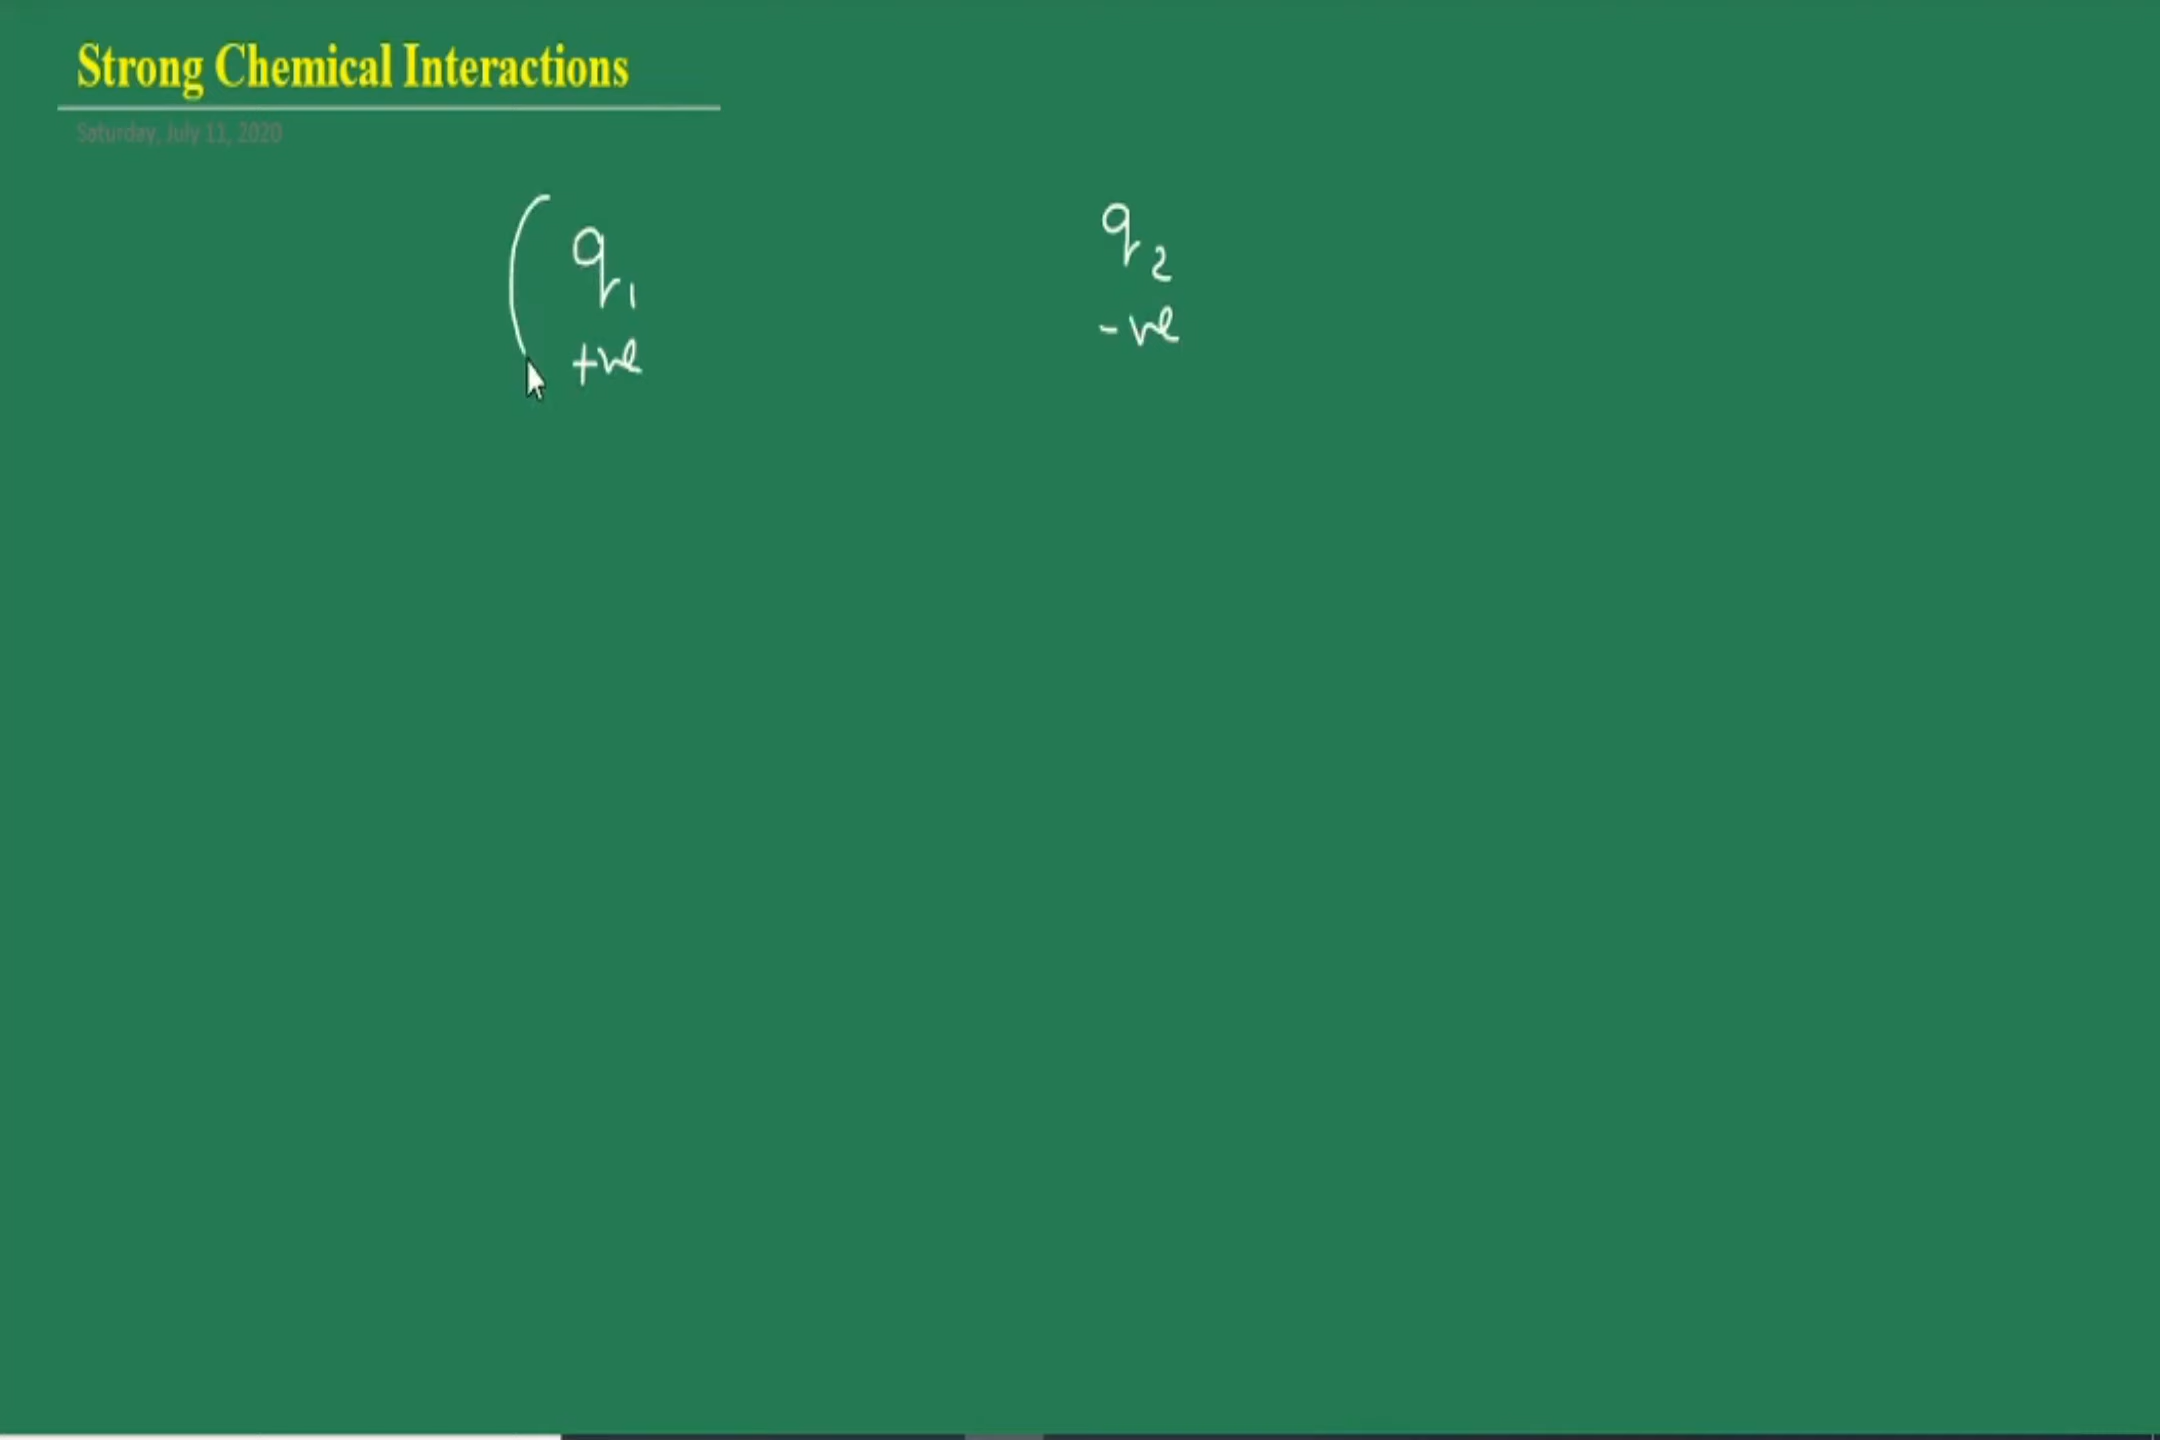 Strong Chemical Interactions
Saturday, July 11, 2020
( q₁ q₂
+ve -ve